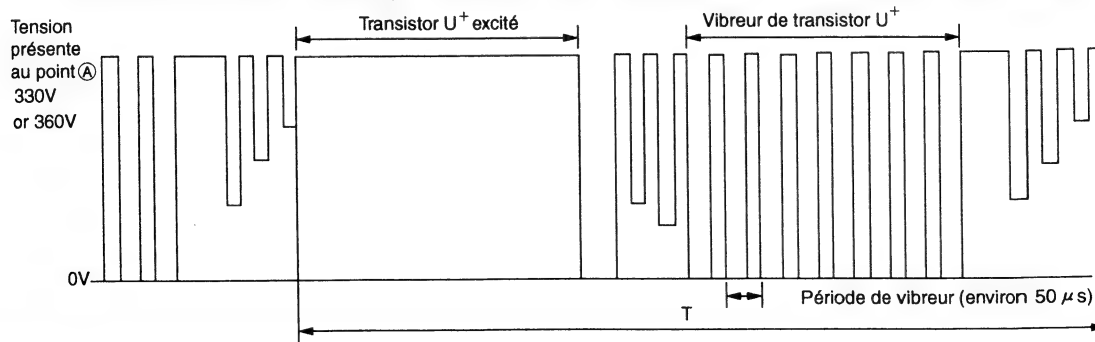 Tension
présente
au point Ⓐ
330V
or 360V
Transistor U⁺ excité
Vibreur de transistor U⁺
0V
Période de vibreur (environ 50 μs)
T